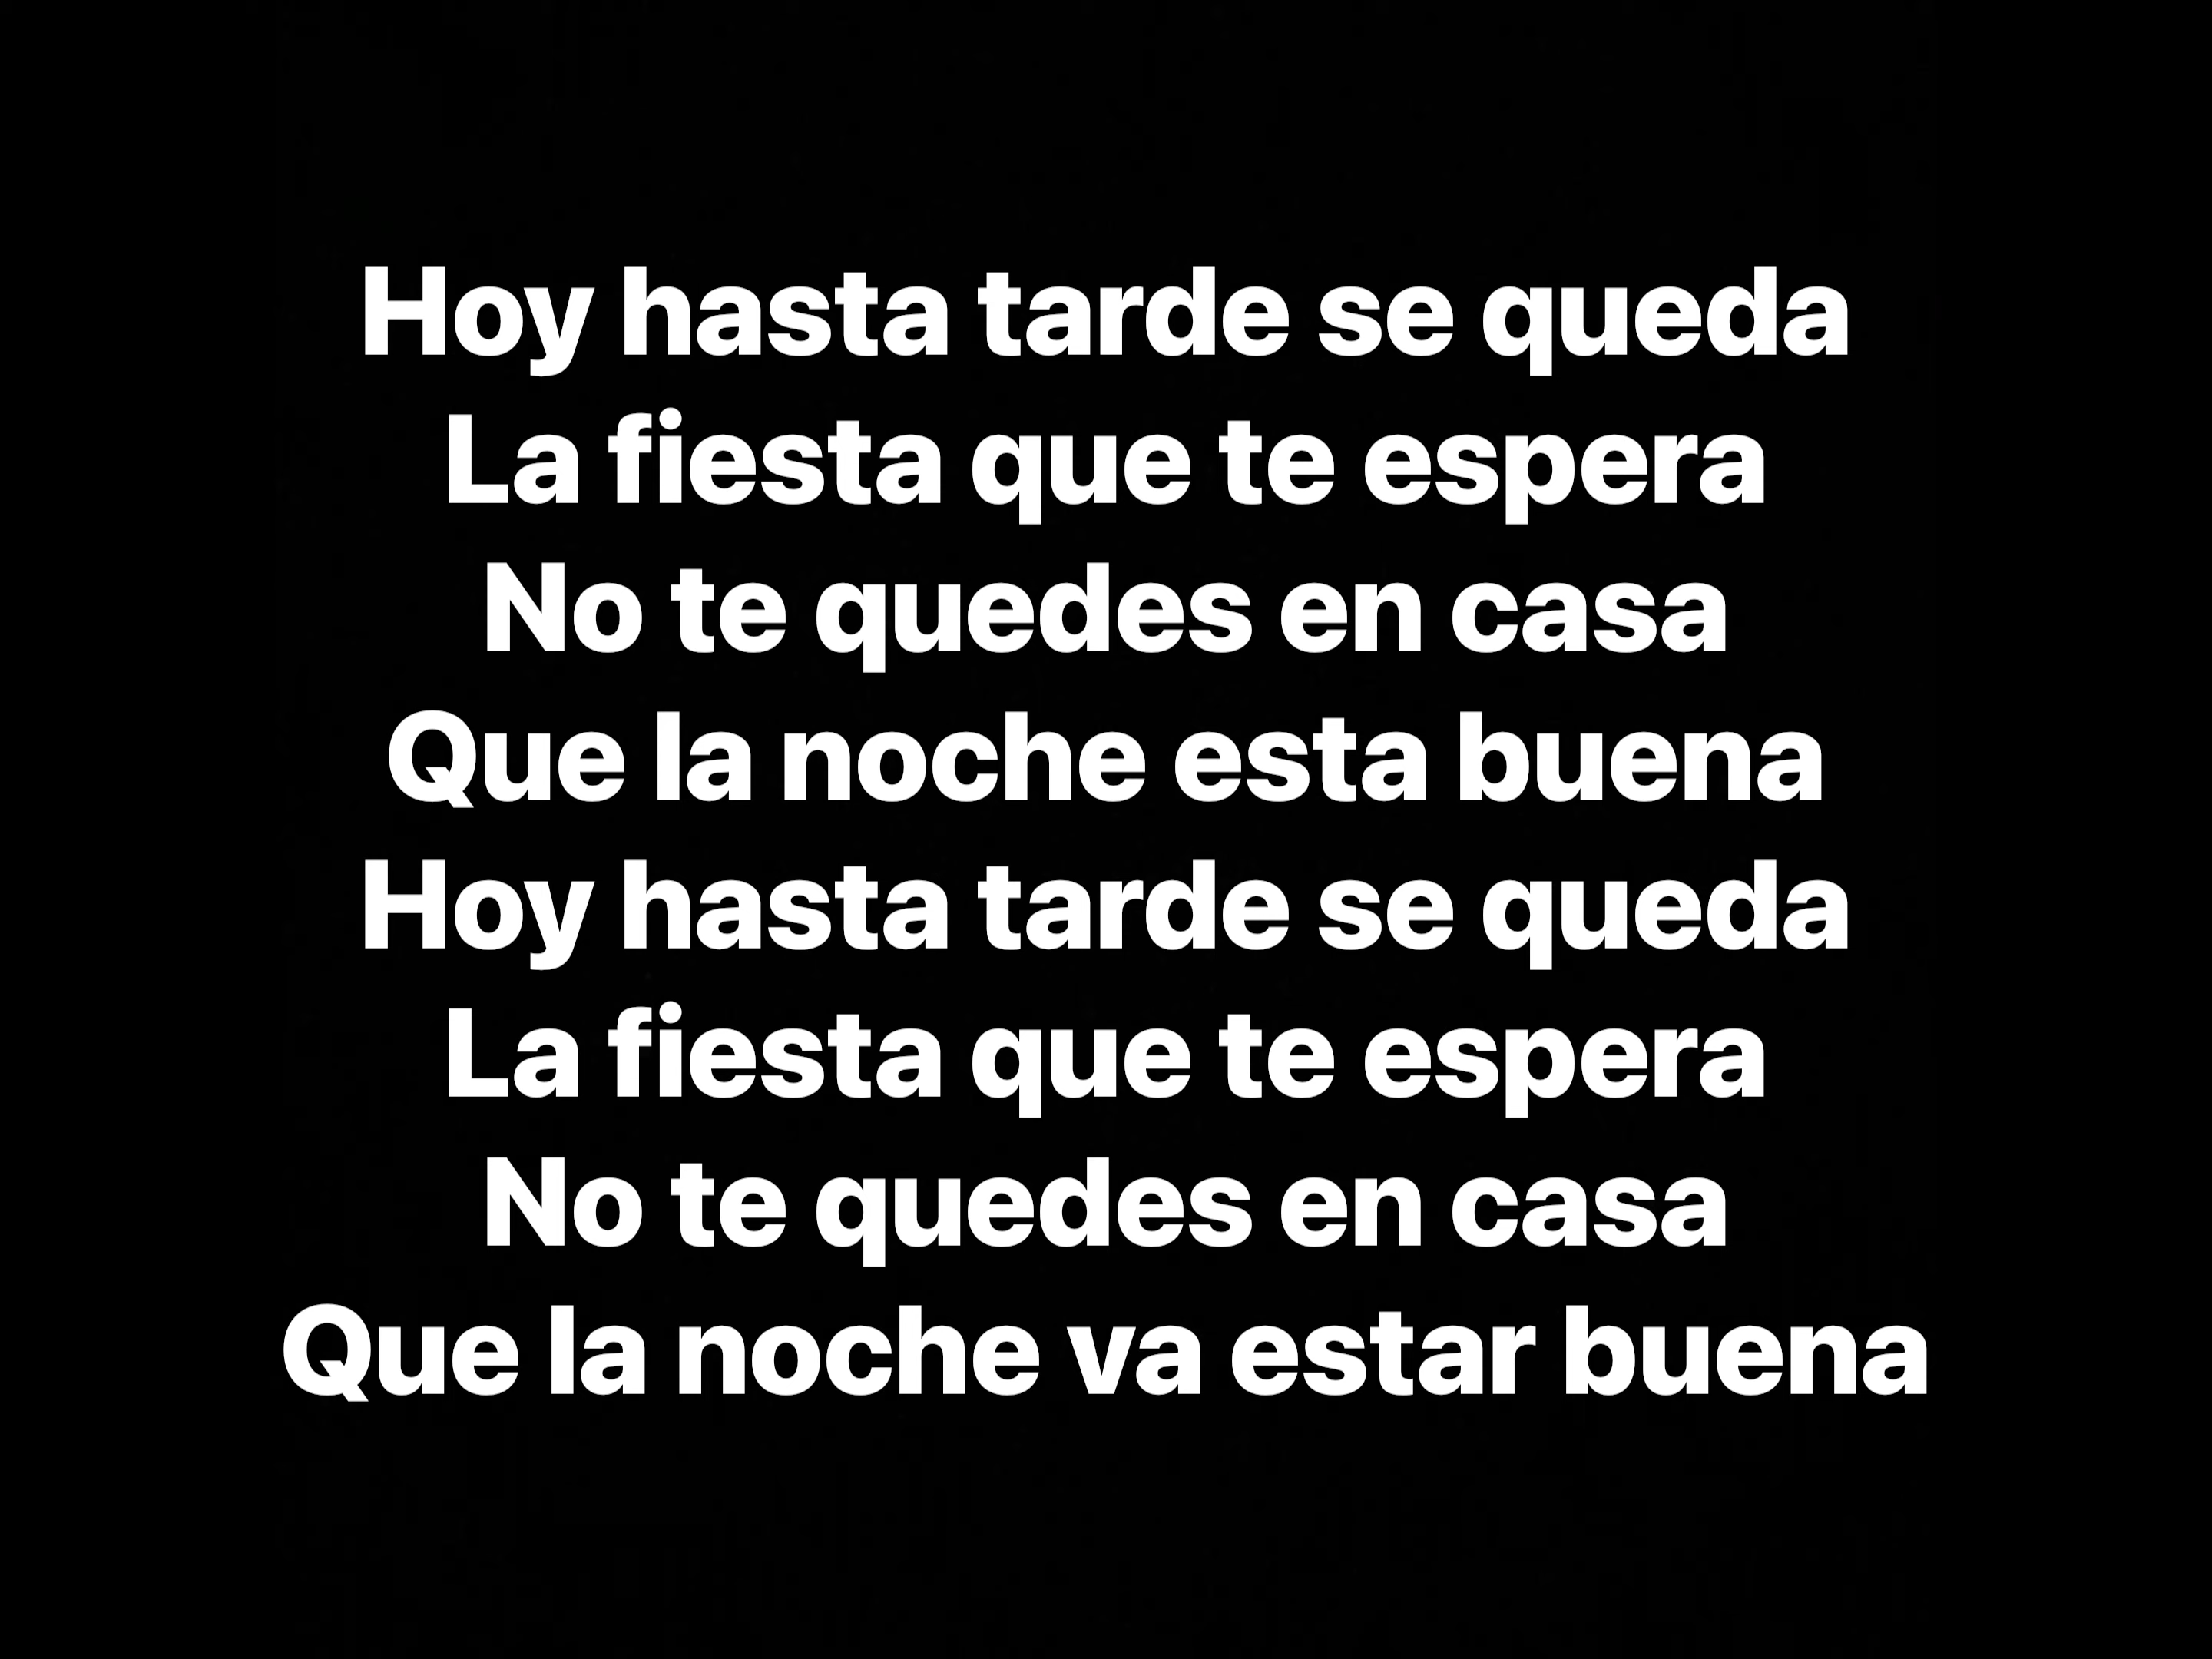 Hoy hasta tarde se queda
La fiesta que te espera
No te quedes en casa
Que la noche esta buena
Hoy hasta tarde se queda
La fiesta que te espera
No te quedes en casa
Que la noche va estar buena